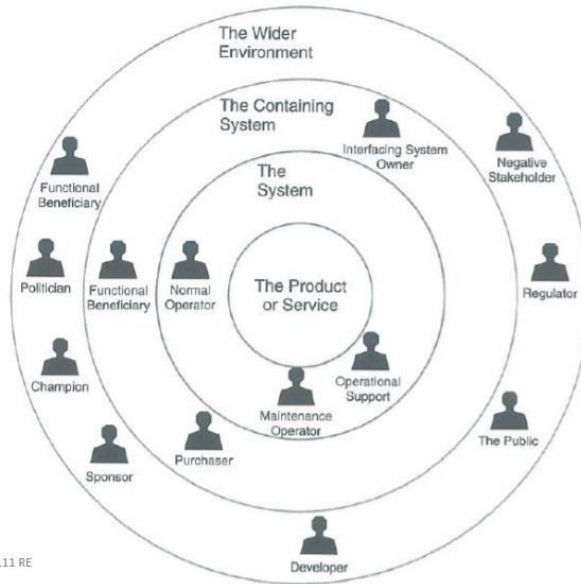 The Wider
Environment
The Containing
System
Interfacing System
Owner
Negative
Stakeholder
Functional
Beneficiary
The
System
Politician
Functional
Beneficiary
Normal
Operator
The Product
or Service
Regulator
Champion
Operational
Support
Maintenance
Operator
The Public
Sponsor
Purchaser
Developer
11 RE